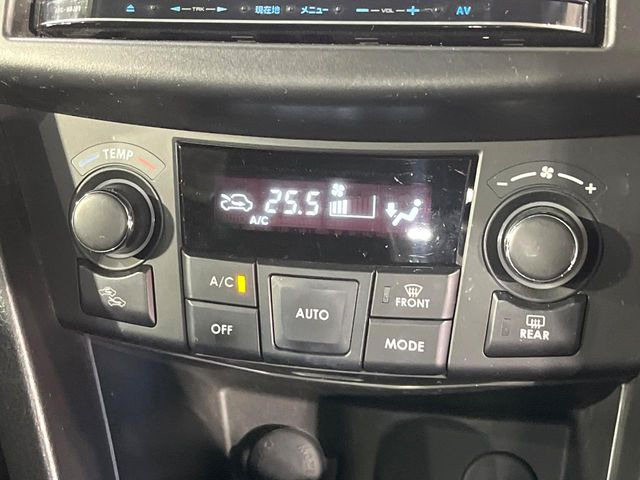 TRK 現在地 メニュー VOL AV
TEMP
A/C 25.5
A/C
AUTO
FRONT
OFF
MODE
REAR